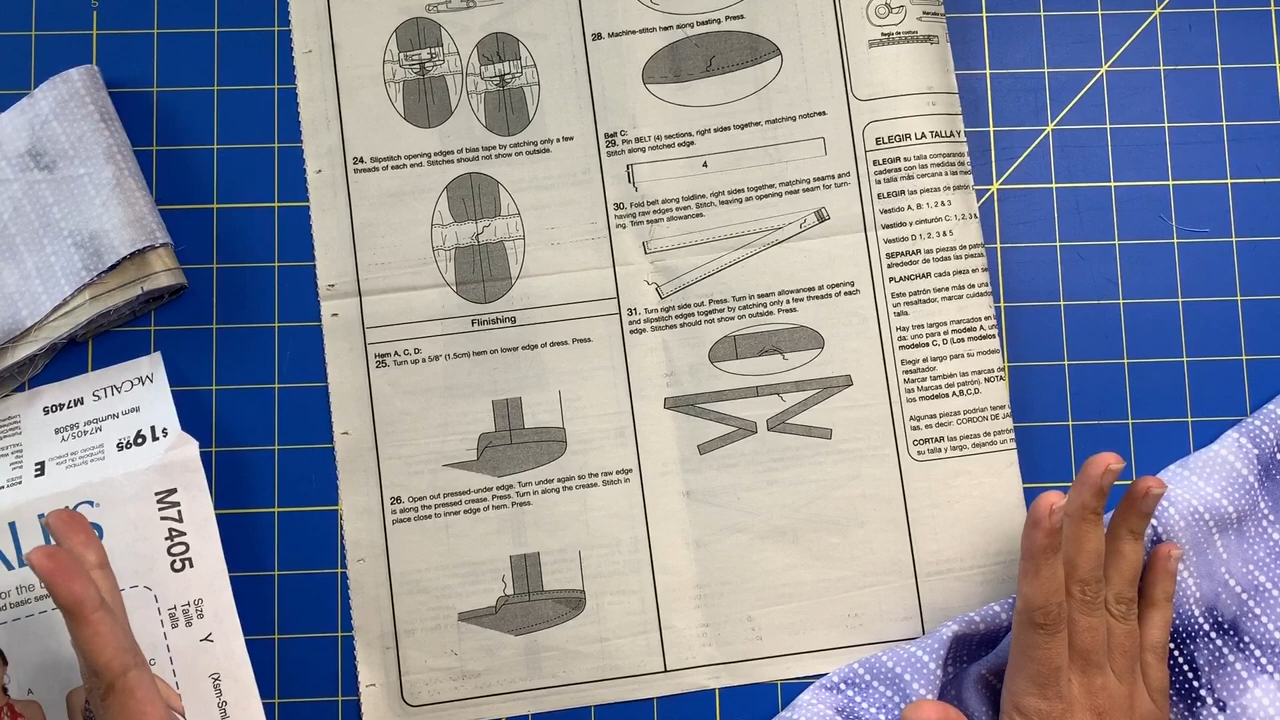 5
24. Slipstitch opening edges of bias tape by catching only a few
threads of each end. Stitches should not show on outside.
Flinishing
Hem A, C, D:
25. Turn up a 5/8" (1.5cm) hem on lower edge of dress. Press.
26. Open out pressed-under edge. Turn under again so the raw edge
is along the pressed crease. Press. Turn in along the crease. Stitch in
place close to inner edge of hem. Press.
28. Machine-stitch hem along basting. Press.
Belt C:
29. Pin BELT (4) sections, right sides together, matching notches.
Stitch along notched edge.
4
30. Fold belt along foldline, right sides together, matching seams and
having raw edges even. Stitch, leaving an opening near seam for turn-
ing. Trim seam allowances.
31. Turn right side out. Press. Turn in seam allowances at opening
and slipstitch edges together by catching only a few threads of each
edge. Stitches should not show on outside. Press.
Regla de costura
ELEGIR LA TALLA Y
ELEGIR su talla comparando
caderas con las medidas del
la talla más cercana a las
ELEGIR las piezas de patrón
Vestido A, B: 1, 2 & 3
Vestido y cinturón C: 1, 2, 3 &
Vestido D 1, 2, 3 & 5
SEPARAR las piezas de
alrededor de todas las piezas.
PLANCHAR cada pieza en
Este patrón tiene más de
un resaltador, marcar
talla.
Hay tres largos marcados en
da: uno para el modelo A,
modelos C, D (Los modelos
Elegir el largo para su modelo
resaltador.
Marcar también las marcas de
las Marcas del patrón). NOTA:
los modelos A,B,C,D.
Algunas piezas podrían tener
las, es decir: CORDON DE
CORTAR las piezas de
su talla y largo, dejando un
McCALL'S M7405
Item Number 58308
M7405/Y
$19.95
Price Symbol
Símbolo de precio
E
M7405
for the
and basic
Size
Taille
Talla
Y
A
C